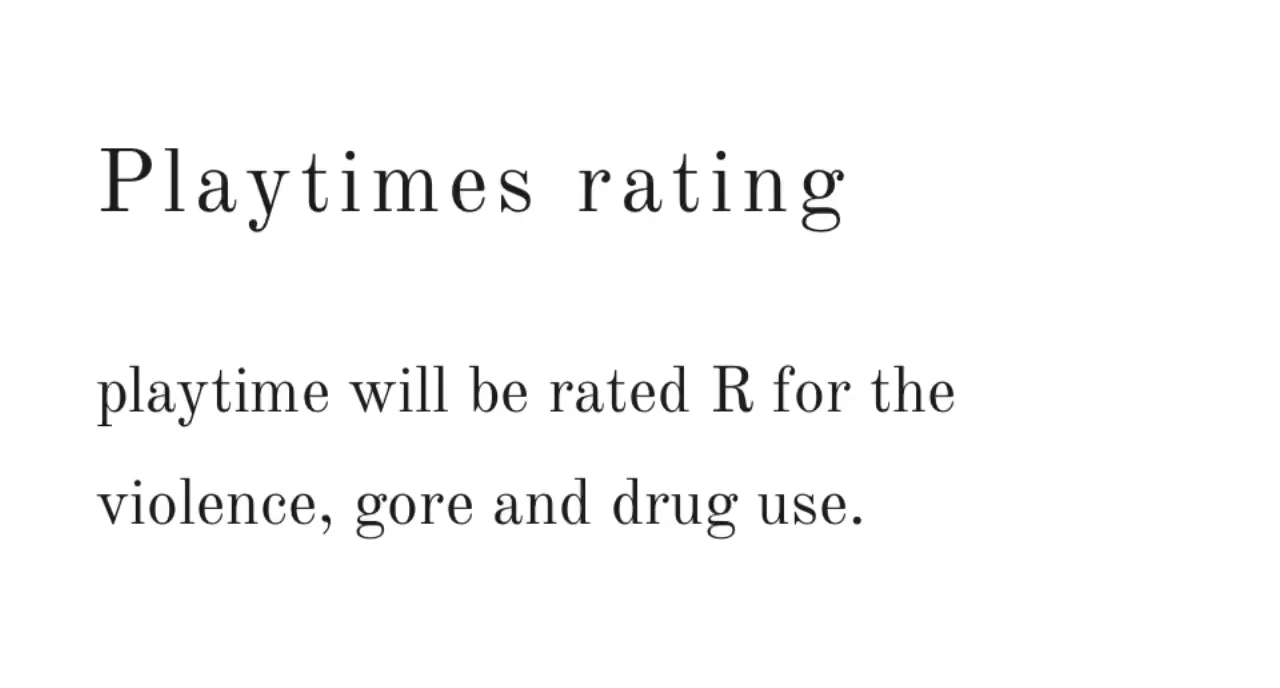 Playtimes rating
playtime will be rated R for the
violence, gore and drug use.